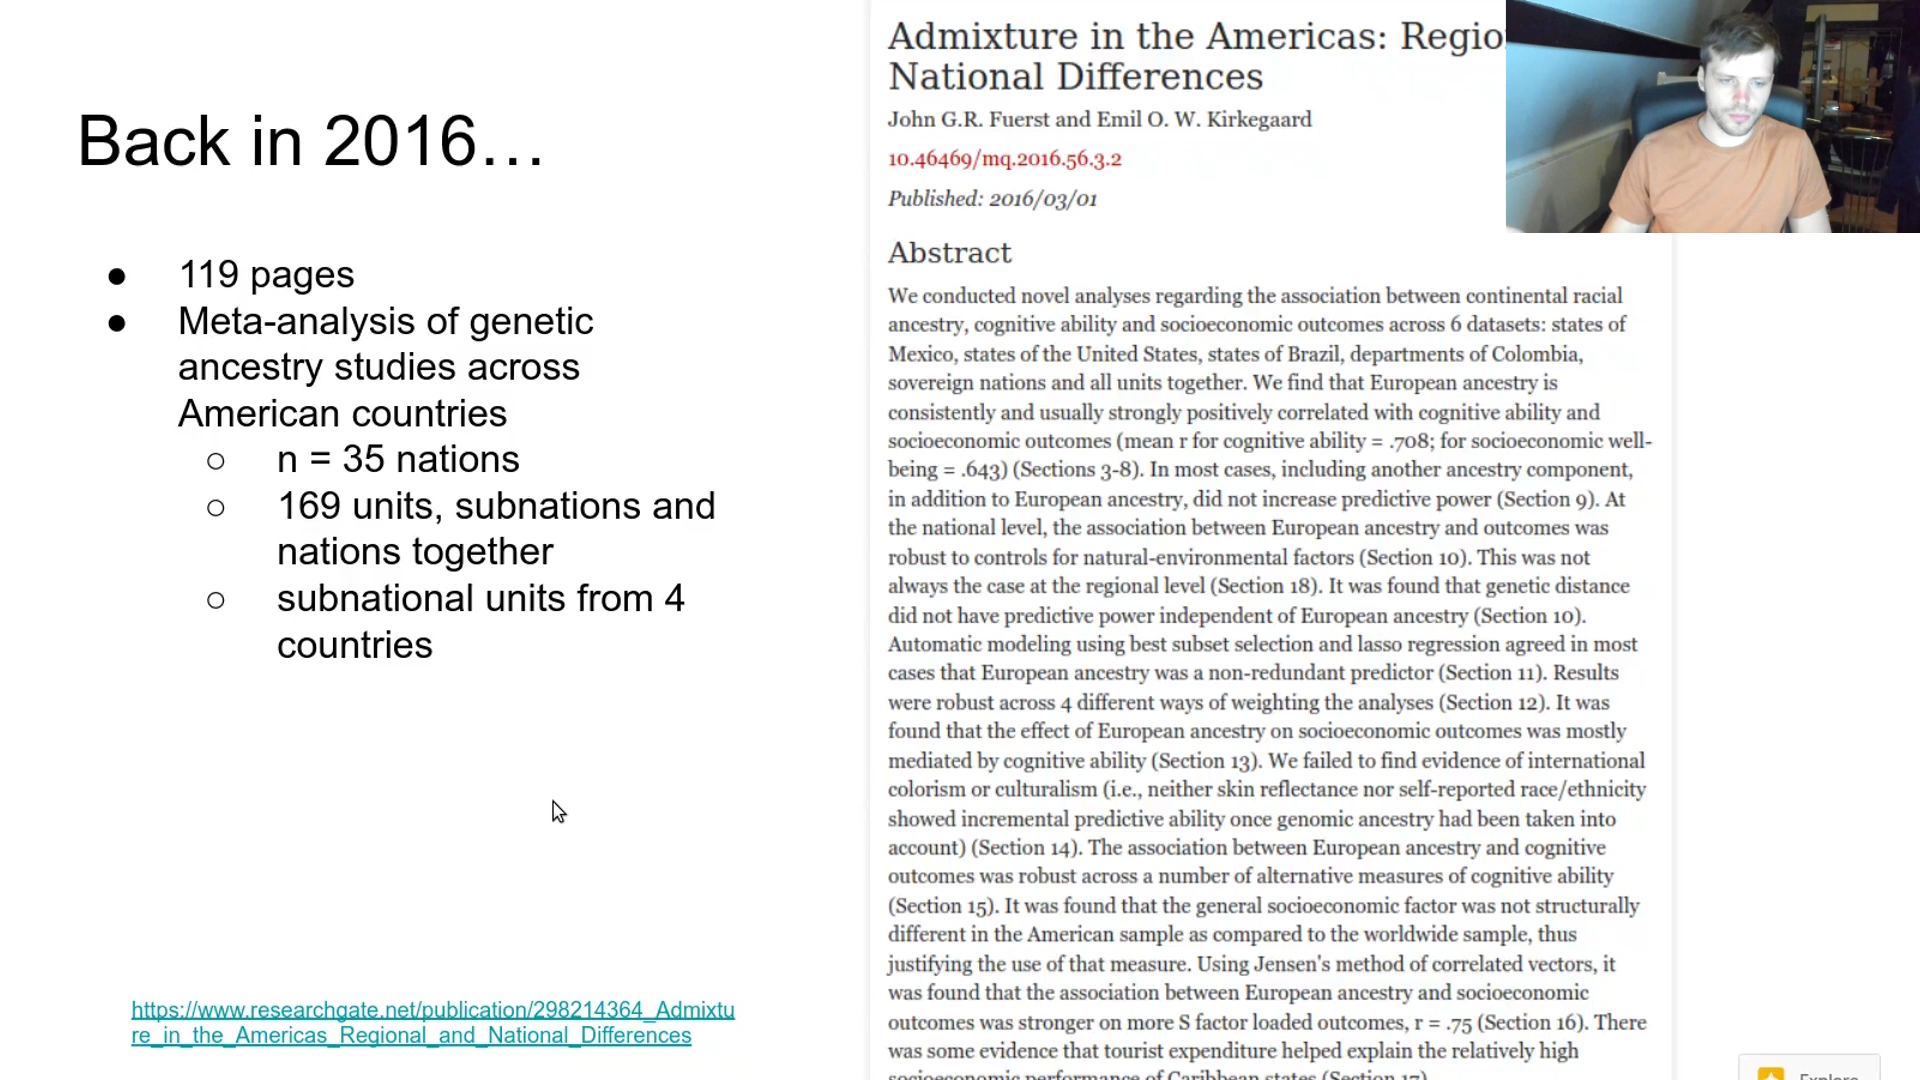 Back in 2016…
● 119 pages
● Meta-analysis of genetic
ancestry studies across
American countries
○ n = 35 nations
○ 169 units, subnations and
nations together
○ subnational units from 4
countries
https://www.researchgate.net/publication/298214364_Admixtu
re_in_the_Americas_Regional_and_National_Differences
Admixture in the Americas: Regio
National Differences
John G.R. Fuerst and Emil O. W. Kirkegaard
10.46469/mq.2016.56.3.2
Published: 2016/03/01
Abstract
We conducted novel analyses regarding the association between continental racial
ancestry, cognitive ability and socioeconomic outcomes across 6 datasets: states of
Mexico, states of the United States, states of Brazil, departments of Colombia,
sovereign nations and all units together. We find that European ancestry is
consistently and usually strongly positively correlated with cognitive ability and
socioeconomic outcomes (mean r for cognitive ability = .708; for socioeconomic well-
being = .643) (Sections 3-8). In most cases, including another ancestry component,
in addition to European ancestry, did not increase predictive power (Section 9). At
the national level, the association between European ancestry and outcomes was
robust to controls for natural-environmental factors (Section 10). This was not
always the case at the regional level (Section 18). It was found that genetic distance
did not have predictive power independent of European ancestry (Section 10).
Automatic modeling using best subset selection and lasso regression agreed in most
cases that European ancestry was a non-redundant predictor (Section 11). Results
were robust across 4 different ways of weighting the analyses (Section 12). It was
found that the effect of European ancestry on socioeconomic outcomes was mostly
mediated by cognitive ability (Section 13). We failed to find evidence of international
colorism or culturalism (i.e., neither skin reflectance nor self-reported race/ethnicity
showed incremental predictive ability once genomic ancestry had been taken into
account) (Section 14). The association between European ancestry and cognitive
outcomes was robust across a number of alternative measures of cognitive ability
(Section 15). It was found that the general socioeconomic factor was not structurally
different in the American sample as compared to the worldwide sample, thus
justifying the use of that measure. Using Jensen's method of correlated vectors, it
was found that the association between European ancestry and socioeconomic
outcomes was stronger on more S factor loaded outcomes, r = .75 (Section 16). There
was some evidence that tourist expenditure helped explain the relatively high
socioeconomic performance of Caribbean states (Section 17).
Explore